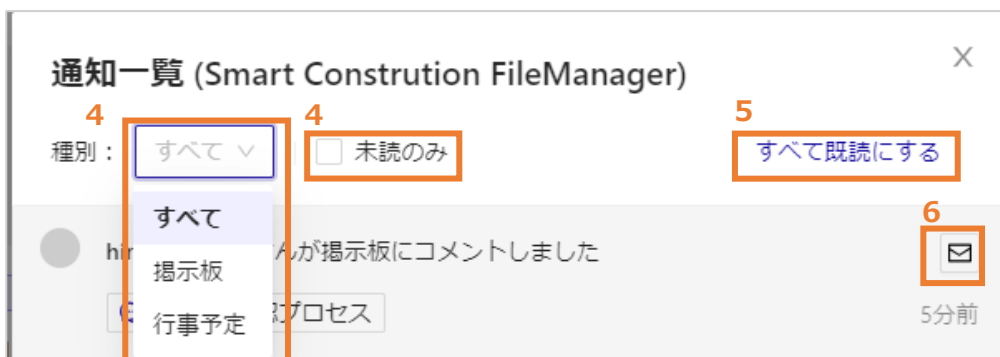 通知一覧 (Smart Constrution FileManager)
4 4 5
種別： すべて 未読のみ すべて既読にする
すべて 6
んが掲示板にコメントしました
掲示板
プロセス 5分前
行事予定